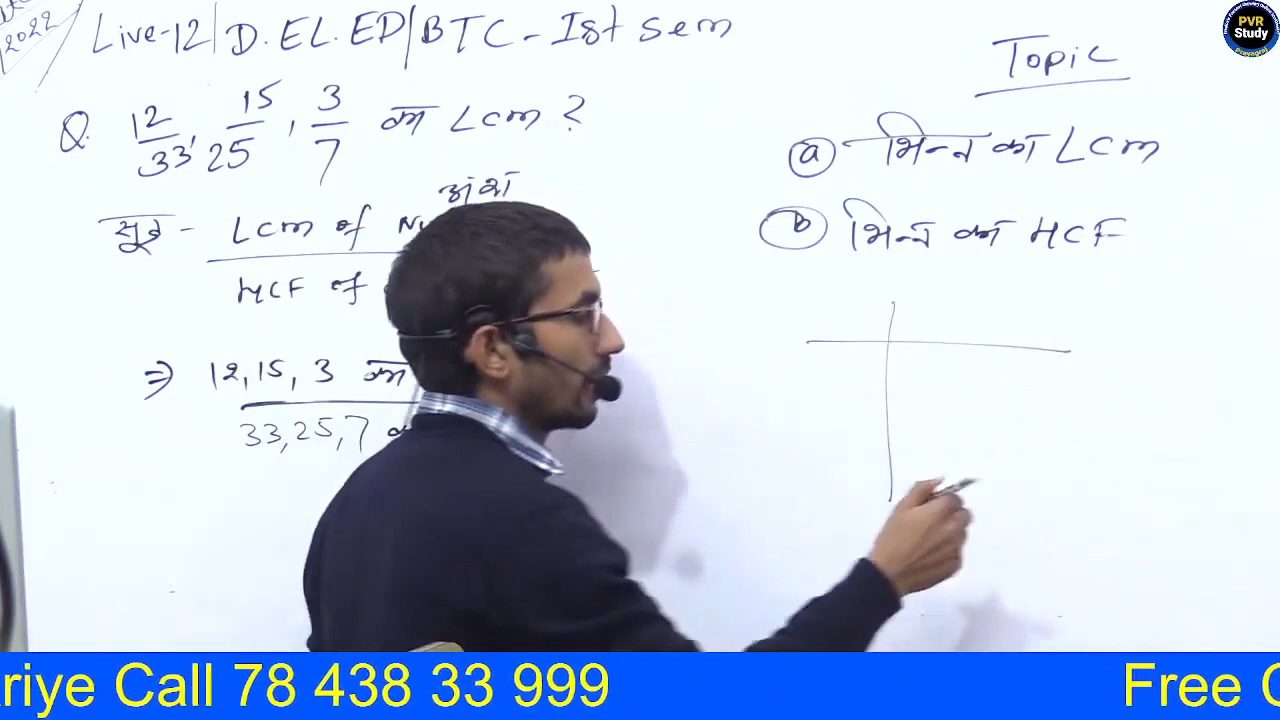 2022
Live-12| D.EL.ED|BTC-Ist Sem
Q. 12/33, 15/25, 3/7 का Lcm ?
अंश
सूत्र - Lcm of
HCF of
⇒ 12, 15, 3 का
33, 25, 7
Topic
(a) भिन्न का Lcm
(b) भिन्न का HCF
PVR
Study
Prayagraj
riye Call 78 438 33 999
Free